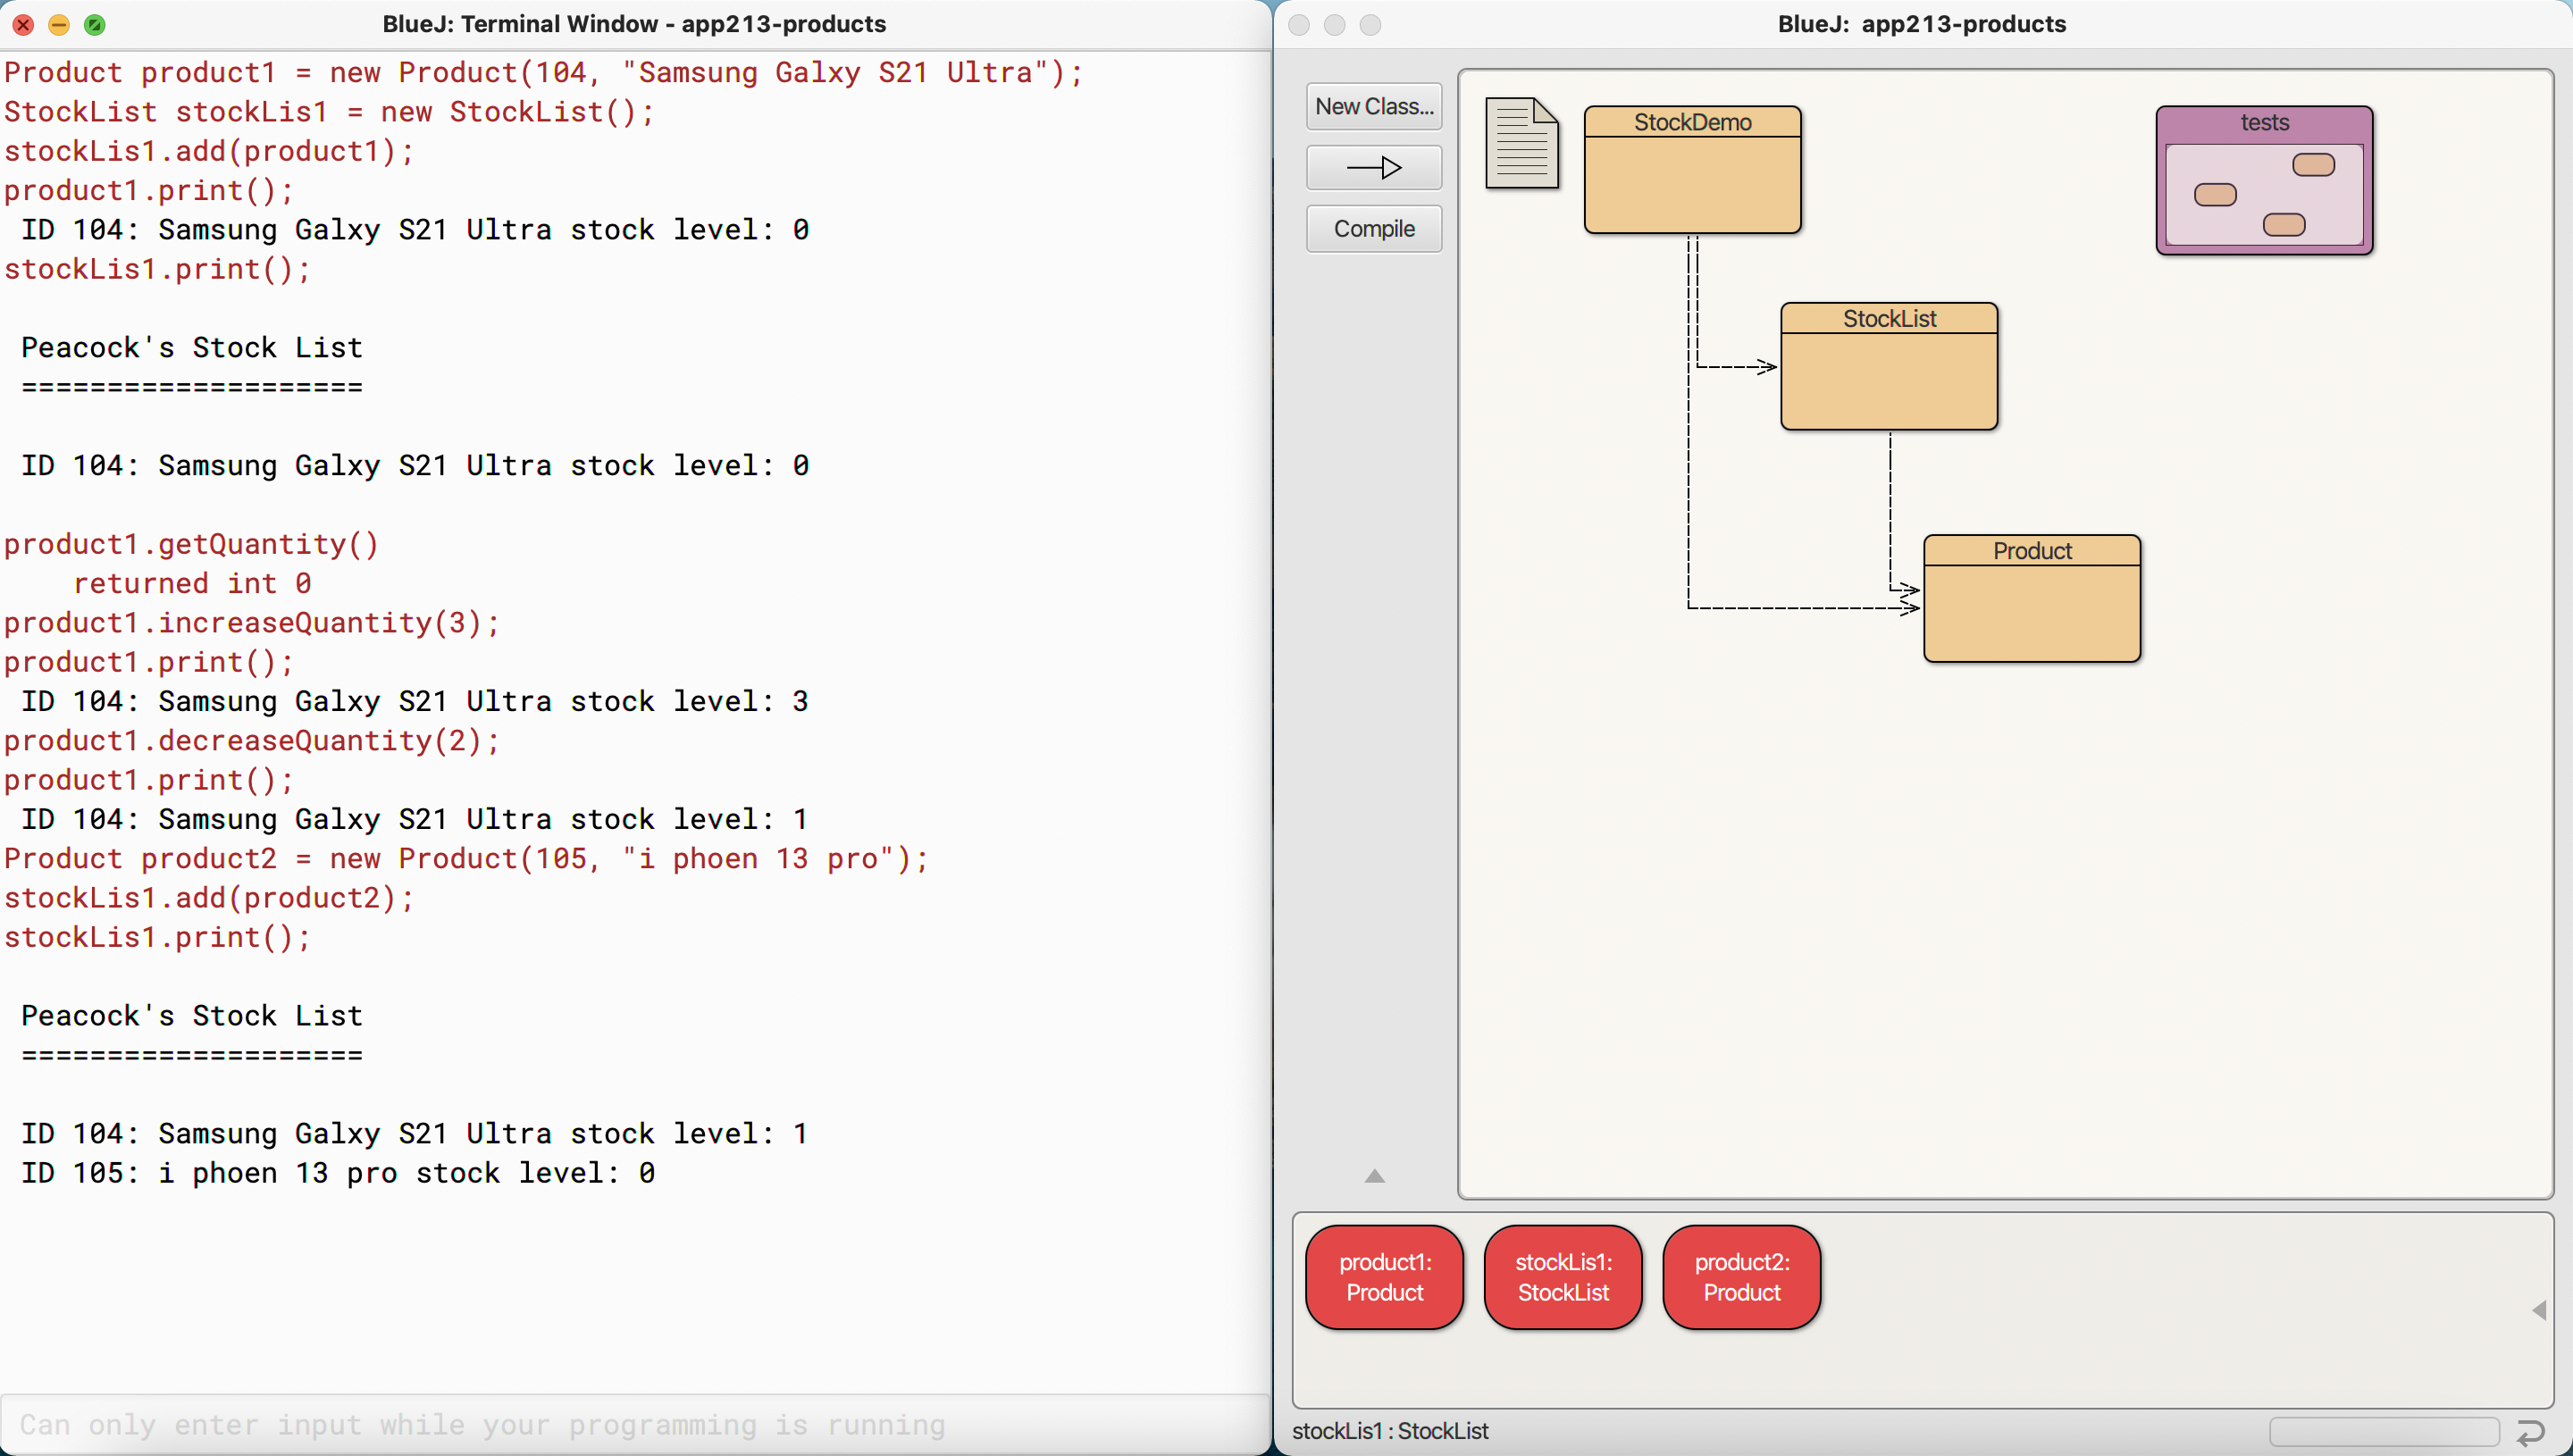 BlueJ: Terminal Window - app213-products
Product product1 = new Product(104, "Samsung Galxy S21 Ultra");
StockList stockLis1 = new StockList();
stockLis1.add(product1);
product1.print();
ID 104: Samsung Galxy S21 Ultra stock level: 0
stockLis1.print();
Peacock's Stock List
====================
ID 104: Samsung Galxy S21 Ultra stock level: 0
product1.getQuantity()
returned int 0
product1.increaseQuantity(3);
product1.print();
ID 104: Samsung Galxy S21 Ultra stock level: 3
product1.decreaseQuantity(2);
product1.print();
ID 104: Samsung Galxy S21 Ultra stock level: 1
Product product2 = new Product(105, "i phoen 13 pro");
stockLis1.add(product2);
stockLis1.print();
Peacock's Stock List
====================
ID 104: Samsung Galxy S21 Ultra stock level: 1
ID 105: i phoen 13 pro stock level: 0
Can only enter input while your programming is running
BlueJ: app213-products
New Class...
Compile
StockDemo
tests
StockList
Product
product1:
Product
stockLis1:
StockList
product2:
Product
stockLis1 : StockList